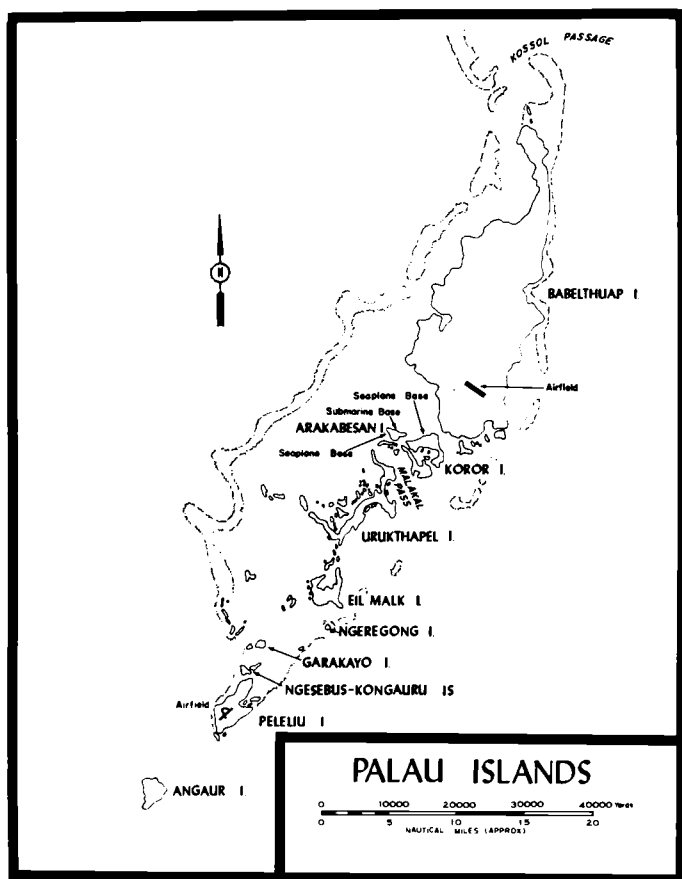 KOSSOL PASSAGE
N
BABELTHUAP I.
Airfield
Seaplane Base
Submarine Base
ARAKABESAN I.
Seaplane Base
KOROR I.
MALAKAL PASS
URUKTHAPEL I.
EIL MALK I.
NGEREGONG I.
GARAKAYO I.
NGESEBUS-KONGAURU IS
Airfield
PELELIU I
ANGAUR I.
PALAU ISLANDS
0 10000 20000 30000 40000 Yards
0 5 10 15 20
NAUTICAL MILES (APPROX)